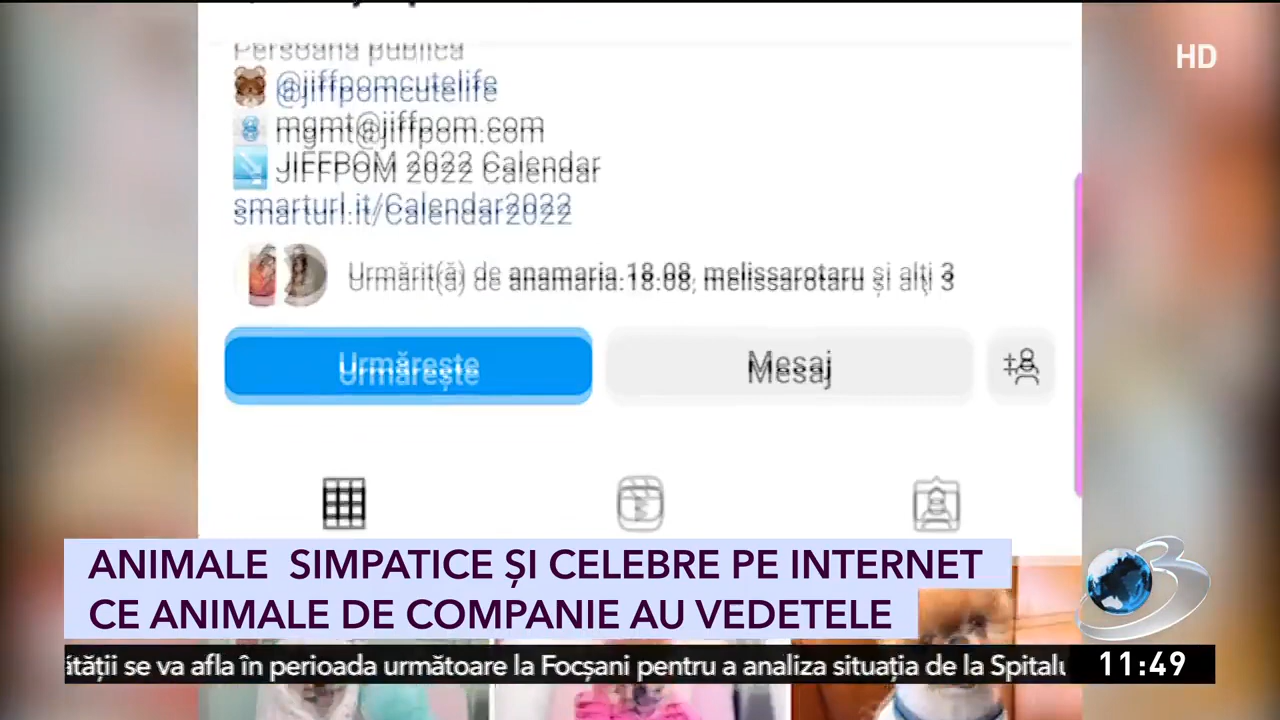 HD
Persoană publică
@jiffpomcutelife
mgmt@jiffpom.com
JIFFPOM 2022 Calendar
smarturl.it/Calendar2022
Urmărit(ă) de anamaria.18.08, melissarotaru și alți 3
Urmărește
Mesaj
ANIMALE SIMPATICE ȘI CELEBRE PE INTERNET
CE ANIMALE DE COMPANIE AU VEDETELE
3
ătății se va afla în perioada următoare la Focșani pentru a analiza situația de la Spitalu
11:49